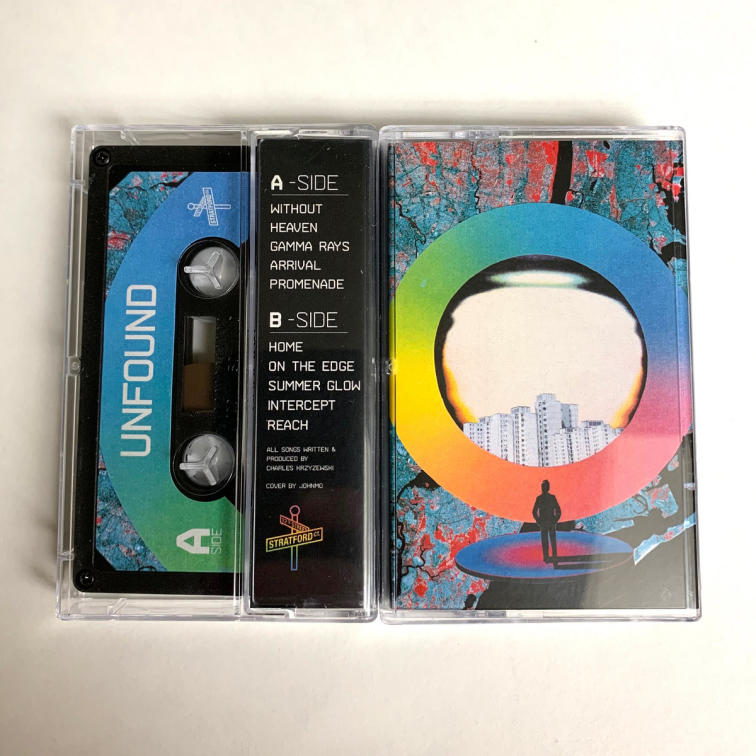 UNFOUND
A
SIDE
STRATFORD
A -SIDE
WITHOUT
HEAVEN
GAMMA RAYS
ARRIVAL
PROMENADE
B -SIDE
HOME
ON THE EDGE
SUMMER GLOW
INTERCEPT
REACH
ALL SONGS WRITTEN &
PRODUCED BY
CHARLES KRZYZEWSKI
COVER BY JOHNMO
STRATFORD CT.